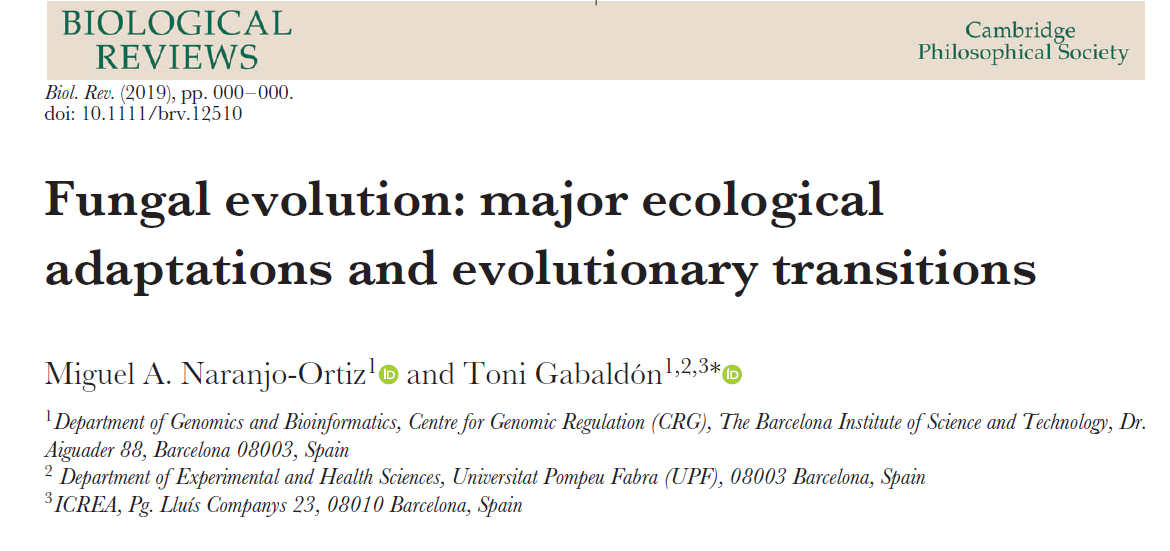 BIOLOGICAL
REVIEWS
Cambridge
Philosophical Society
Biol. Rev. (2019), pp. 000–000.
doi: 10.1111/brv.12510
Fungal evolution: major ecological
adaptations and evolutionary transitions
Miguel A. Naranjo-Ortiz¹ iD and Toni Gabaldón¹,²,³* iD
¹Department of Genomics and Bioinformatics, Centre for Genomic Regulation (CRG), The Barcelona Institute of Science and Technology, Dr.
Aiguader 88, Barcelona 08003, Spain
² Department of Experimental and Health Sciences, Universitat Pompeu Fabra (UPF), 08003 Barcelona, Spain
³ICREA, Pg. Lluís Companys 23, 08010 Barcelona, Spain